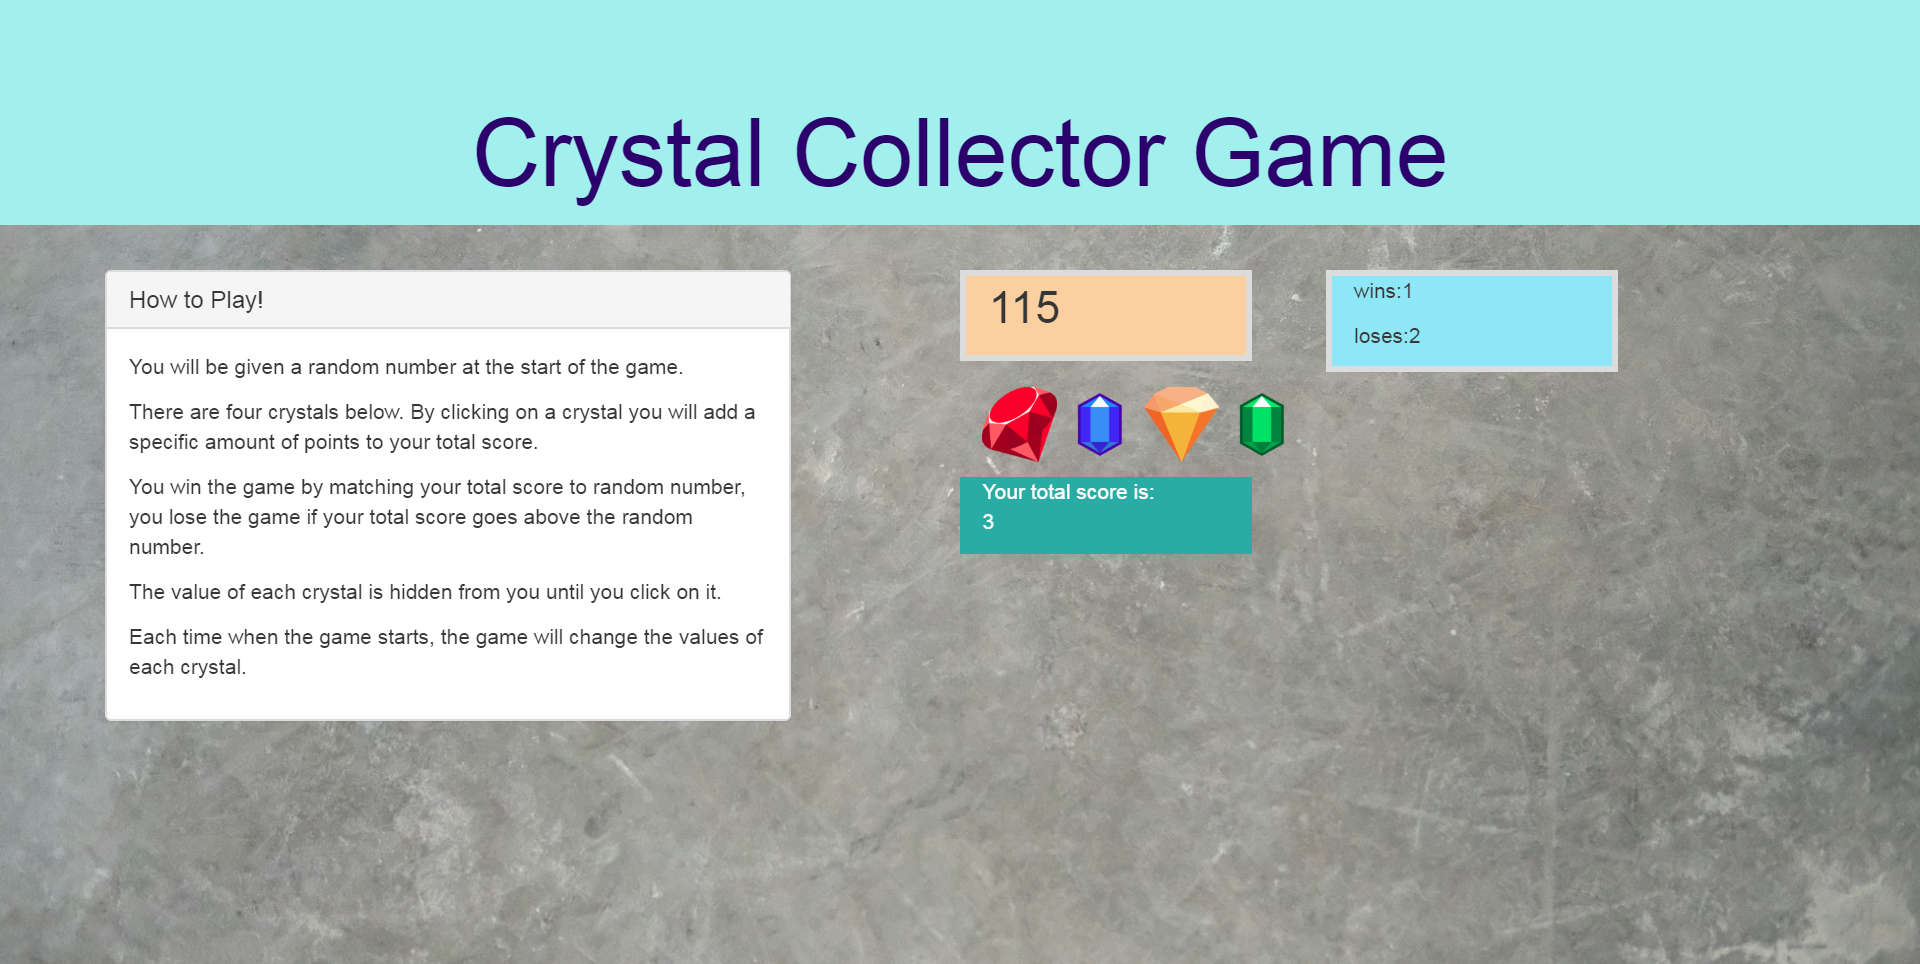 Crystal Collector Game
How to Play!
You will be given a random number at the start of the game.
There are four crystals below. By clicking on a crystal you will add a
specific amount of points to your total score.
You win the game by matching your total score to random number,
you lose the game if your total score goes above the random
number.
The value of each crystal is hidden from you until you click on it.
Each time when the game starts, the game will change the values of
each crystal.
115
wins:1
loses:2
Your total score is:
3